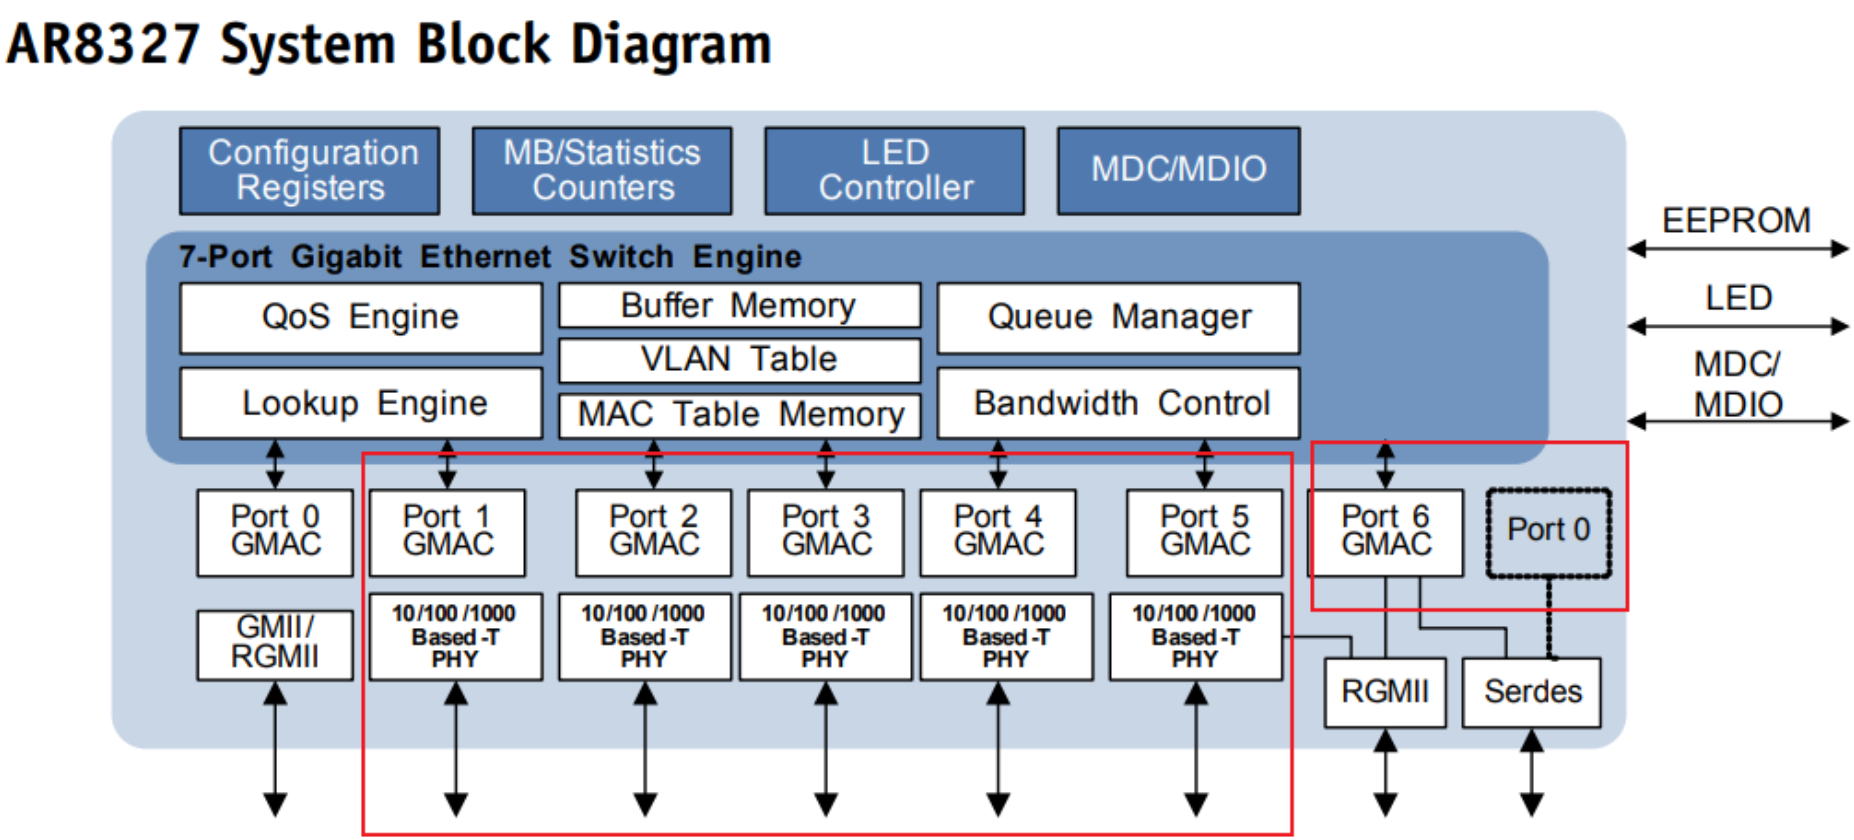 AR8327 System Block Diagram
Configuration
Registers
MB/Statistics
Counters
LED
Controller
MDC/MDIO
EEPROM
LED
MDC/
MDIO
7-Port Gigabit Ethernet Switch Engine
QoS Engine
Buffer Memory
Queue Manager
VLAN Table
Lookup Engine
MAC Table Memory
Bandwidth Control
Port 0
GMAC
Port 1
GMAC
Port 2
GMAC
Port 3
GMAC
Port 4
GMAC
Port 5
GMAC
Port 6
GMAC
Port 0
GMII/
RGMII
10/100/1000
Based-T
PHY
10/100/1000
Based-T
PHY
10/100/1000
Based-T
PHY
10/100/1000
Based-T
PHY
10/100/1000
Based-T
PHY
RGMII
Serdes